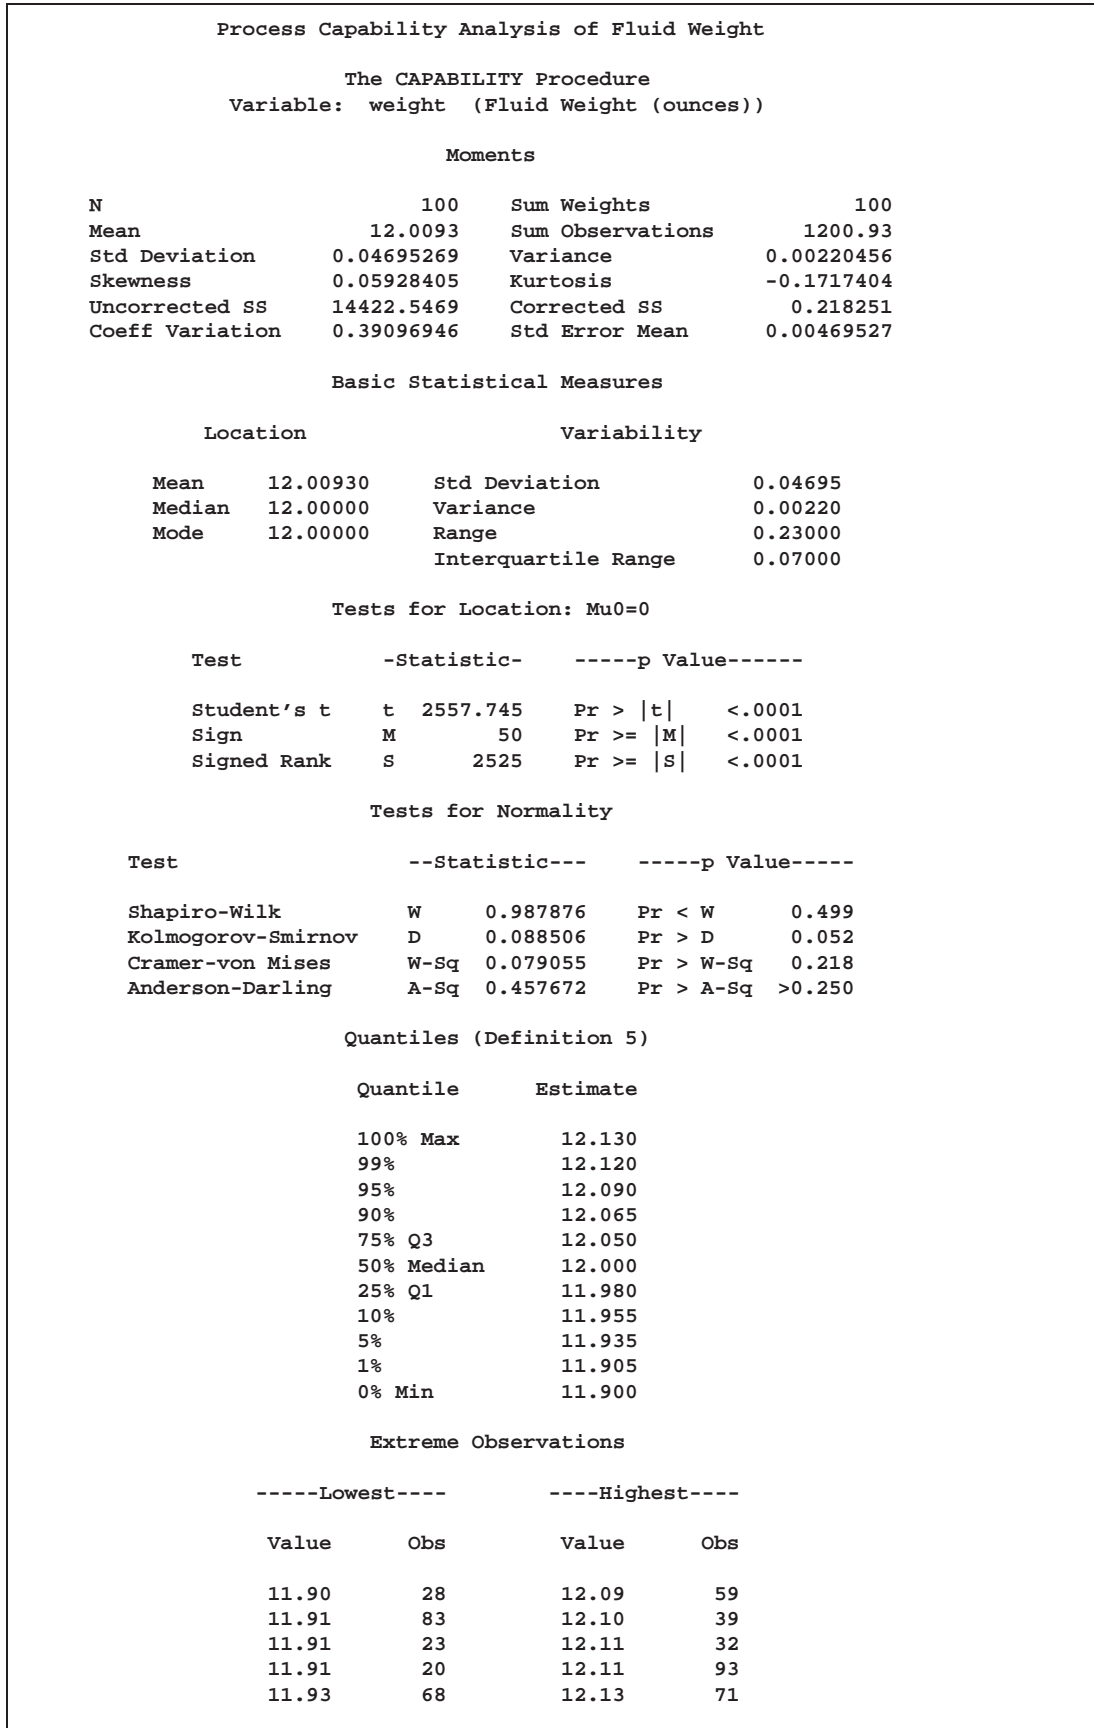 Process Capability Analysis of Fluid Weight
The CAPABILITY Procedure
Variable: weight (Fluid Weight (ounces))
Moments
N 100 Sum Weights 100
Mean 12.0093 Sum Observations 1200.93
Std Deviation 0.04695269 Variance 0.00220456
Skewness 0.05928405 Kurtosis -0.1717404
Uncorrected SS 14422.5469 Corrected SS 0.218251
Coeff Variation 0.39096946 Std Error Mean 0.00469527
Basic Statistical Measures
Location Variability
Mean 12.00930 Std Deviation 0.04695
Median 12.00000 Variance 0.00220
Mode 12.00000 Range 0.23000
Interquartile Range 0.07000
Tests for Location: Mu0=0
Test -Statistic- -----p Value------
Student's t t 2557.745 Pr > |t| <.0001
Sign M 50 Pr >= |M| <.0001
Signed Rank S 2525 Pr >= |S| <.0001
Tests for Normality
Test --Statistic--- -----p Value-----
Shapiro-Wilk W 0.987876 Pr < W 0.499
Kolmogorov-Smirnov D 0.088506 Pr > D 0.052
Cramer-von Mises W-Sq 0.079055 Pr > W-Sq 0.218
Anderson-Darling A-Sq 0.457672 Pr > A-Sq >0.250
Quantiles (Definition 5)
Quantile Estimate
100% Max 12.130
99% 12.120
95% 12.090
90% 12.065
75% Q3 12.050
50% Median 12.000
25% Q1 11.980
10% 11.955
5% 11.935
1% 11.905
0% Min 11.900
Extreme Observations
-----Lowest---- ----Highest----
Value Obs Value Obs
11.90 28 12.09 59
11.91 83 12.10 39
11.91 23 12.11 32
11.91 20 12.11 93
11.93 68 12.13 71